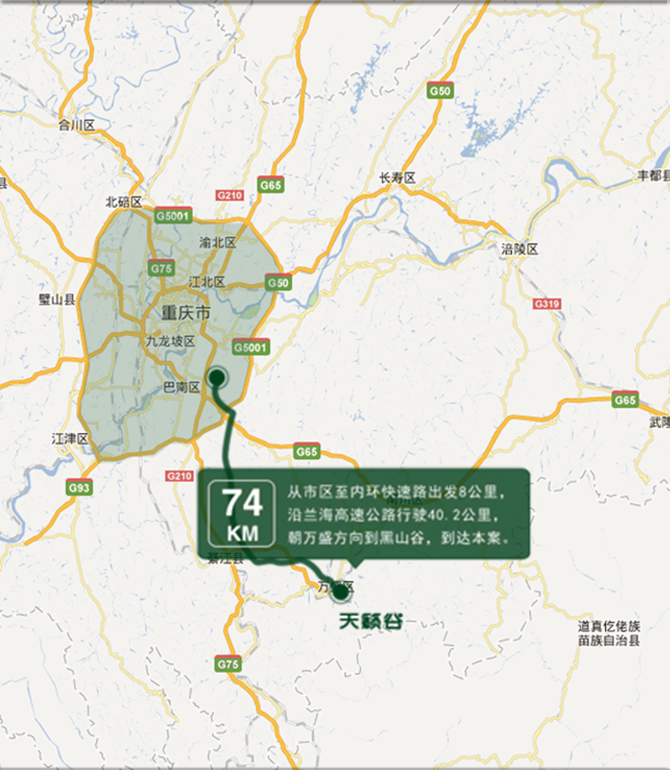 G50
合川区
长寿区
丰都县
县
G65
G210
北碚区
G5001
渝北区
涪陵区
G75
江北区
G50
璧山县
G319
重庆市
九龙坡区
G5001
巴南区
G65
武隆
江津区
G65
G210
G93
74
KM
从市区至内环快速路出发8公里，
沿兰海高速公路行驶40.2公里，
朝万盛方向到黑山谷，到达本案。
綦江县
万盛区
道真仡佬族
苗族自治县
G75